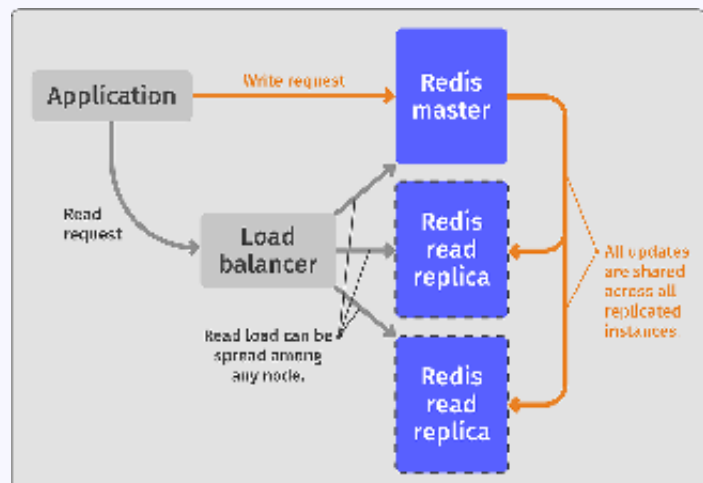 Application
Write request
Redis
master
Read
request
Load
balancer
Redis
read
replica
All updates
are shared
across all
replicated
instances.
Read load can be
spread among
any node.
Redis
read
replica